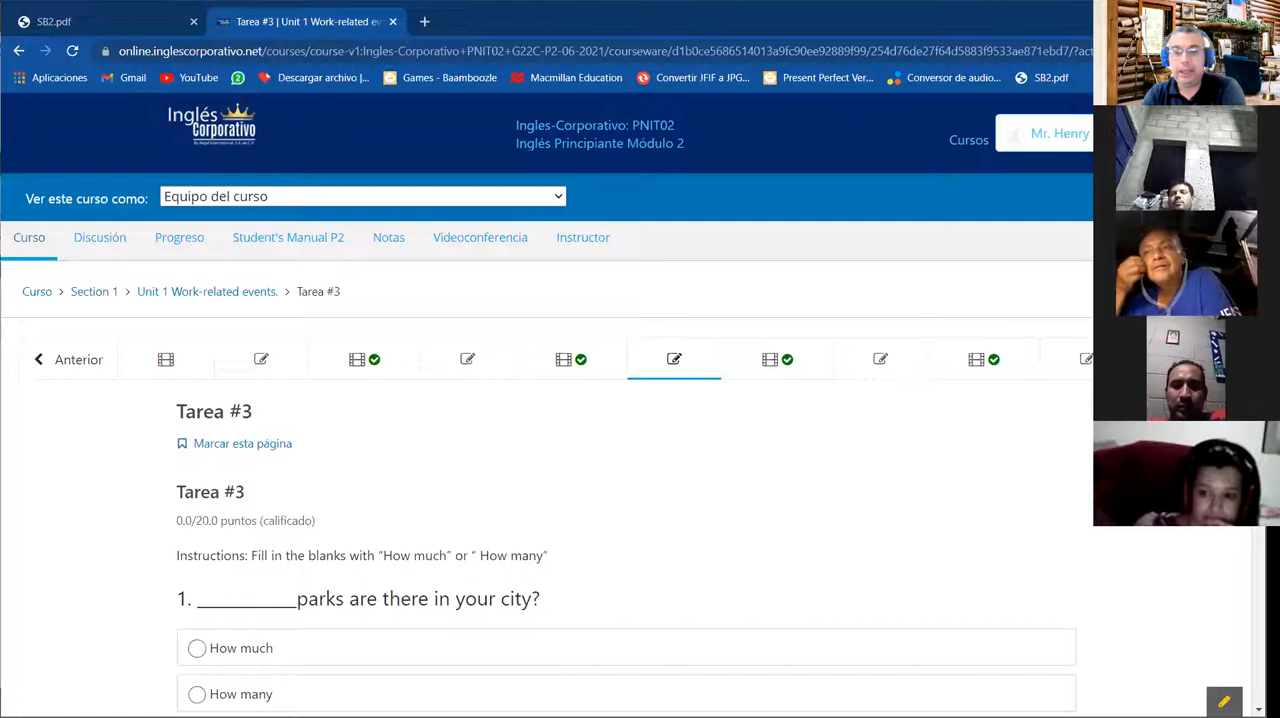 SB2.pdf
Tarea #3 | Unit 1 Work-related ev
online.inglescorporativo.net/courses/course-v1:Ingles-Corporativo+PNIT02+G22C-P2-06-2021/courseware/d1b0ce5686514013a9fc90ee92889f99/3cd76de27f64d5883f9533ae871ebd7/?act
Aplicaciones
Gmail
YouTube
Descargar archivo |...
Games - baamboozle
Macmillan Education
Convertir JFIF a JPG...
Present Perfect Ver...
Conversor de audio...
SB2.pdf
Inglés
Corporativo
Ingles-Corporativo: PNIT02
Inglés Principiante Módulo 2
Cursos
Mr. Henry
Ver este curso como:
Equipo del curso
Curso
Discusión
Progreso
Student's Manual P2
Notas
Videoconferencia
Instructor
Curso > Section 1 > Unit 1 Work-related events. > Tarea #3
Anterior
Tarea #3
Marcar esta página
Tarea #3
0.0/20.0 puntos (calificado)
Instructions: Fill in the blanks with “How much” or “ How many”
1. __________parks are there in your city?
How much
How many